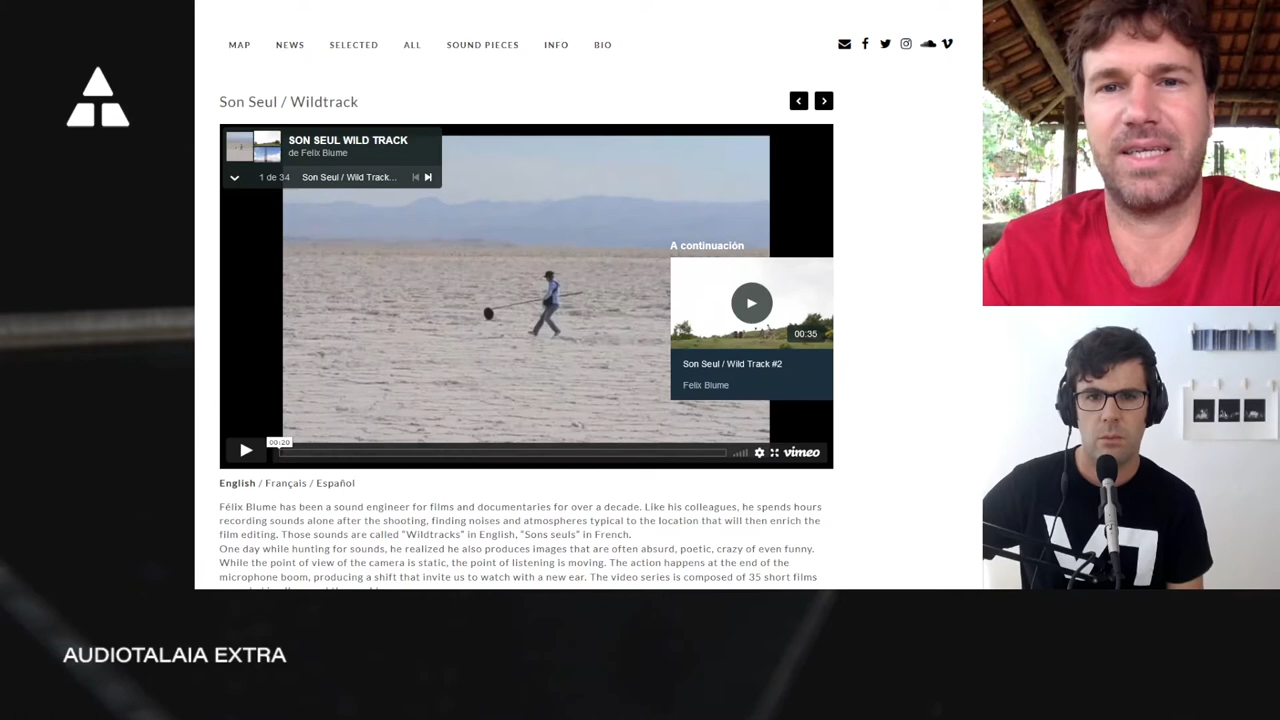 MAP NEWS SELECTED ALL SOUND PIECES INFO BIO
Son Seul / Wildtrack
SON SEUL WILD TRACK
de Felix Blume
1 de 34 Son Seul / Wild Track...
A continuación
00:35
Son Seul / Wild Track #2
Felix Blume
00:20
vimeo
English / Français / Español
Félix Blume has been a sound engineer for films and documentaries for over a decade. Like his colleagues, he spends hours
recording sounds alone after the shooting, finding noises and atmospheres typical to the location that will then enrich the
film editing. Those sounds are called “Wildtracks” in English, “Sons seuls” in French.
One day while hunting for sounds, he realized he also produces images that are often absurd, poetic, crazy of even funny.
While the point of view of the camera is static, the point of listening is moving. The action happens at the end of the
microphone boom, producing a shift that invite us to watch with a new ear. The video series is composed of 35 short films
AUDIOTALAIA EXTRA